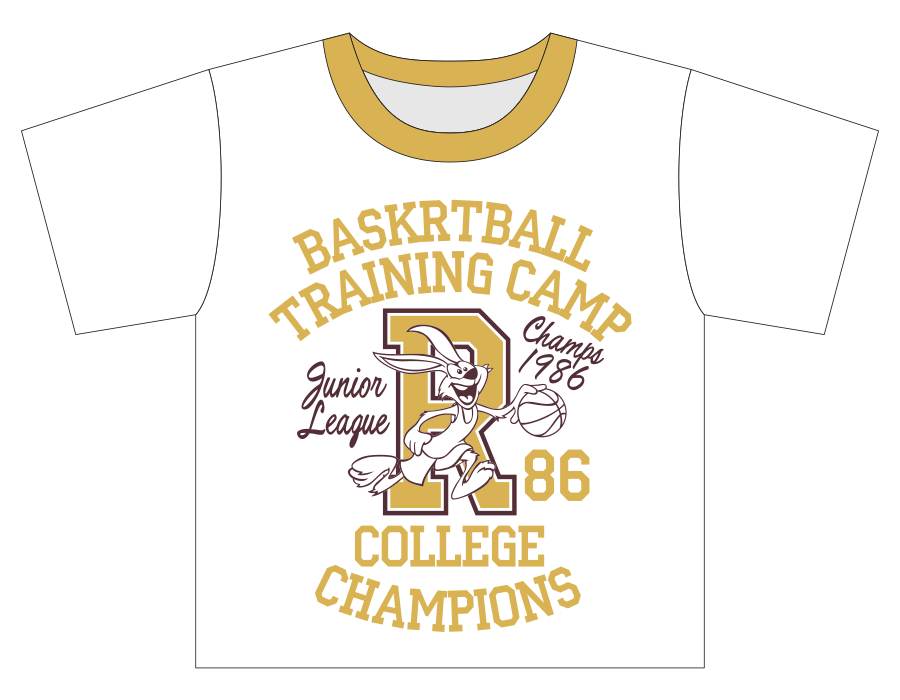 BASKRTBALL
TRAINING CAMP
Champs
1986
Junior
League
R
86
COLLEGE
CHAMPIONS